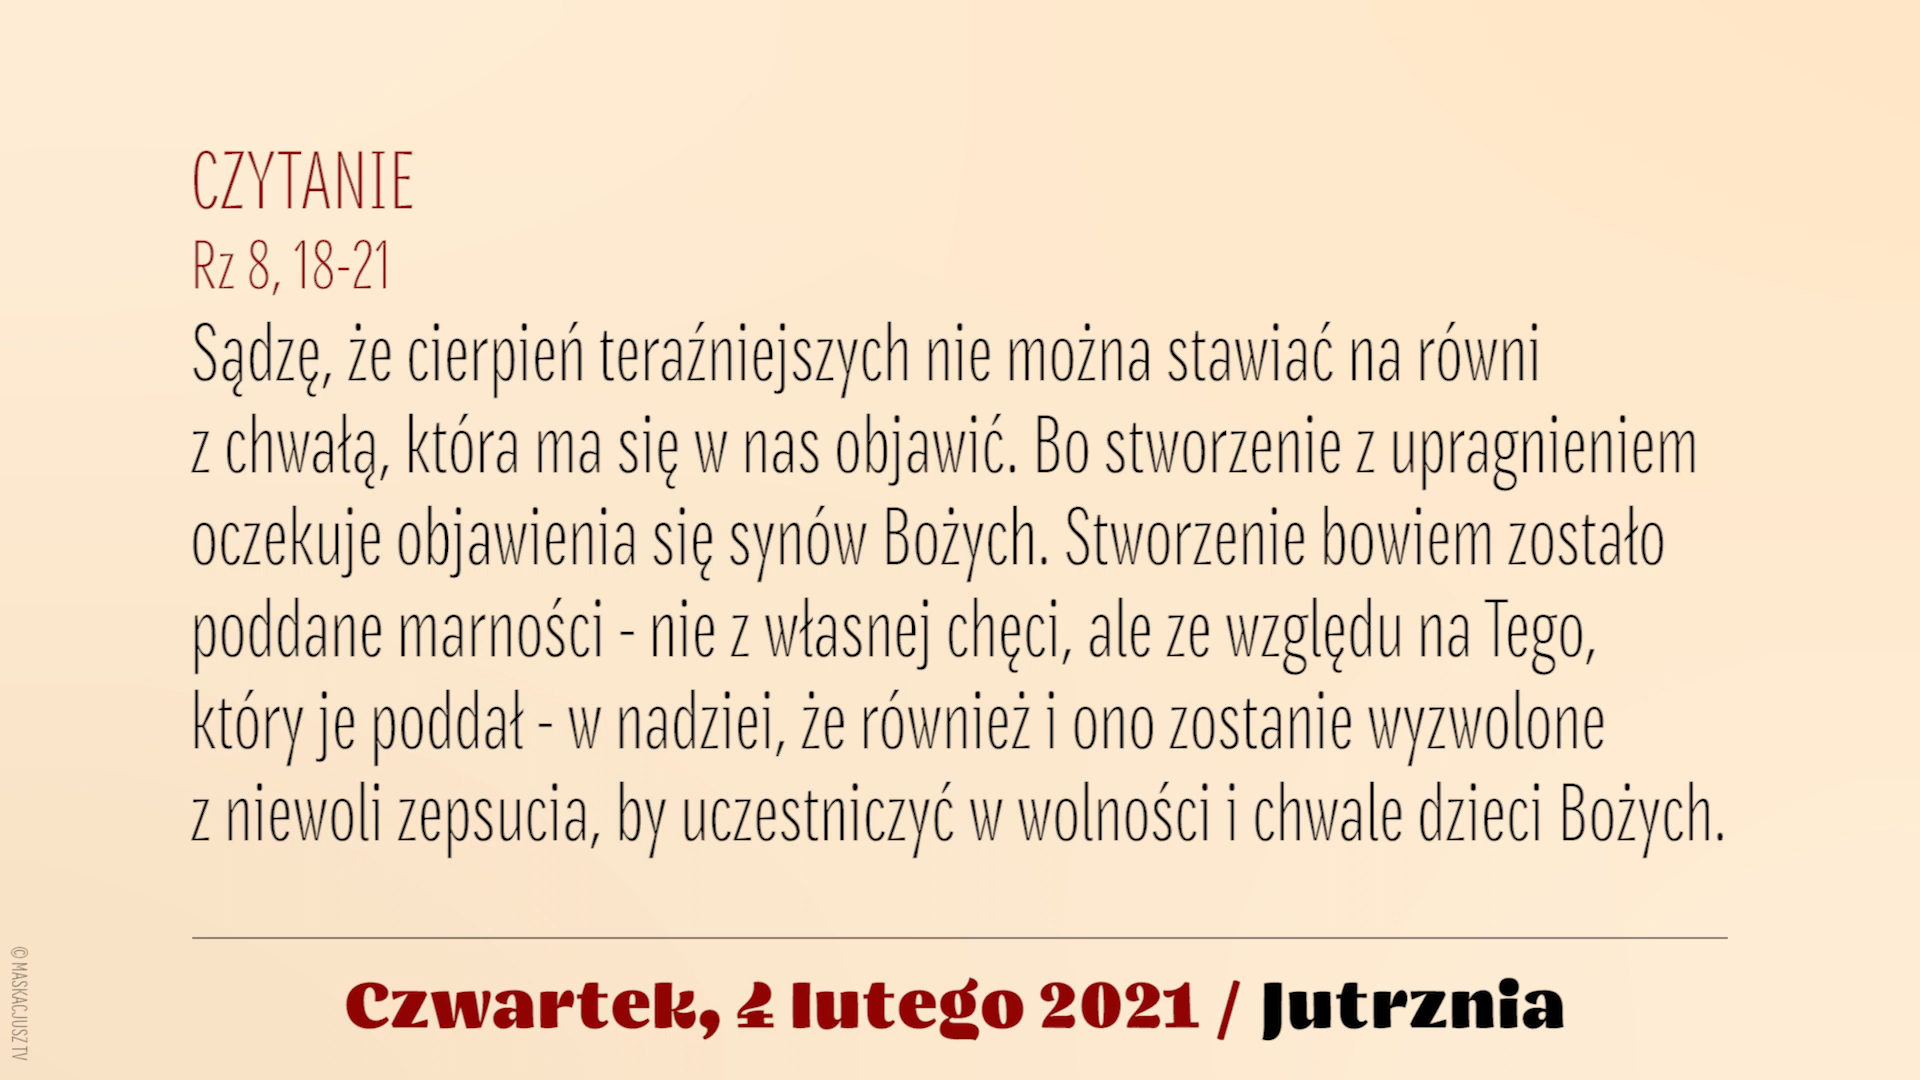 CZYTANIE
Rz 8, 18-21
Sądzę, że cierpień teraźniejszych nie można stawiać na równi
z chwałą, która ma się w nas objawić. Bo stworzenie z upragnieniem
oczekuje objawienia się synów Bożych. Stworzenie bowiem zostało
poddane marności - nie z własnej chęci, ale ze względu na Tego,
który je poddał - w nadziei, że również i ono zostanie wyzwolone
z niewoli zepsucia, by uczestniczyć w wolności i chwale dzieci Bożych.
Czwartek, 4 lutego 2021 / Jutrznia
© MASKACJUSZ TV